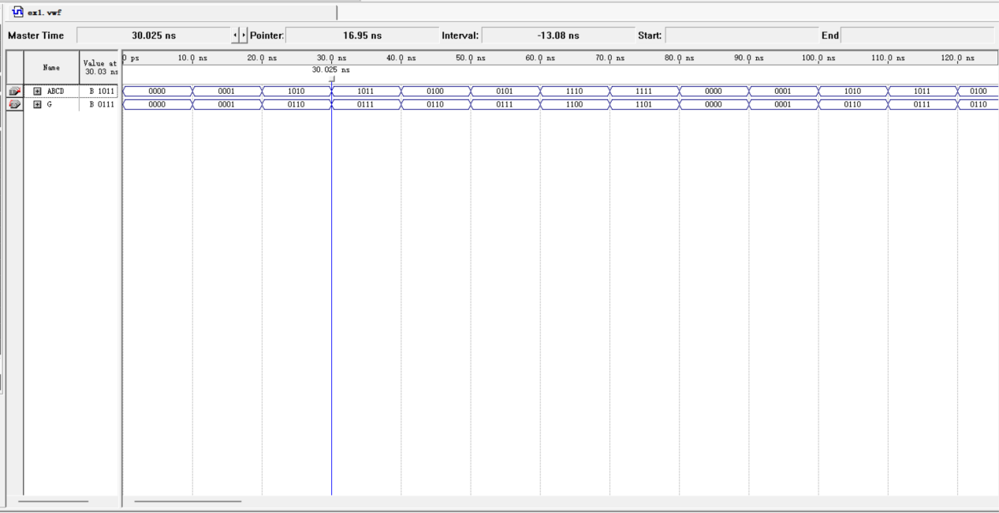 ex1.vwf
Master Time 30.025 ns Pointer: 16.95 ns Interval: -13.08 ns Start: End
Name Value at 30.03 ns 0 ps 10.0 ns 20.0 ns 30.0 ns 40.0 ns 50.0 ns 60.0 ns 70.0 ns 80.0 ns 90.0 ns 100.0 ns 110.0 ns 120.0 ns
30.025 ns
ABCD B 1011 0000 0001 1010 1011 0100 0101 1110 1111 0000 0001 1010 1011 0100
G B 0111 0000 0001 0110 0111 0110 0111 1100 1101 0000 0001 0110 0111 0110